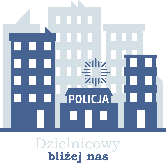 POLICJA
Dzielnicowy
bliżej nas